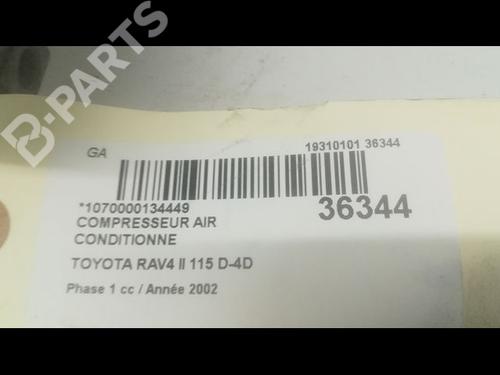 B-PARTS
GA
19310101 36344
*1070000134449
36344
COMPRESSEUR AIR
CONDITIONNE
TOYOTA RAV4 II 115 D-4D
Phase 1 cc / Année 2002